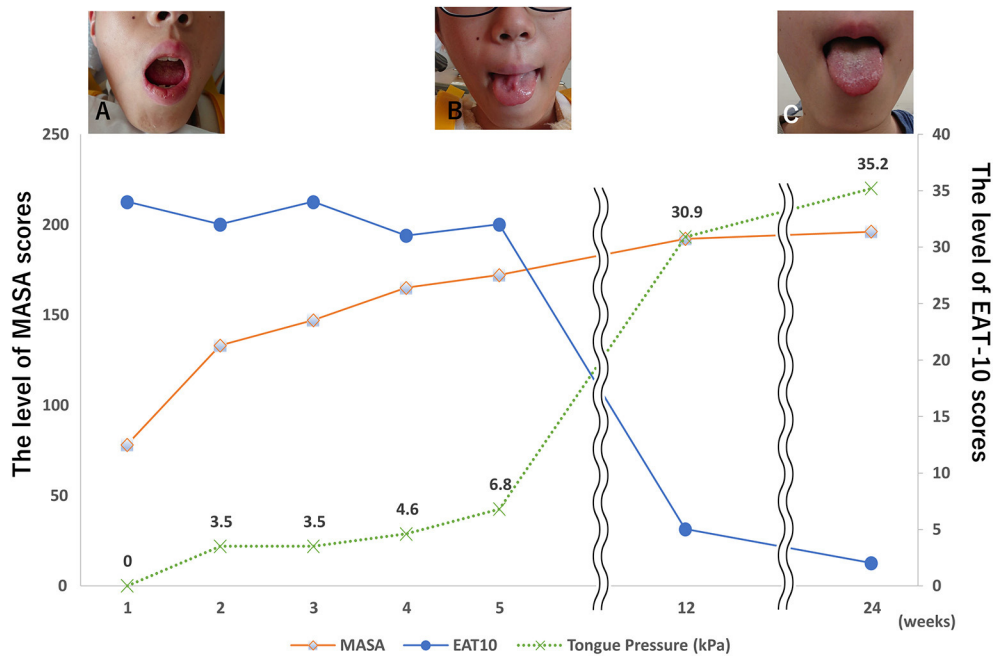 A
B
C
250
200
150
100
50
0
The level of MASA scores
40
35
30
25
20
15
10
5
0
The level of EAT-10 scores
0
3.5
3.5
4.6
6.8
30.9
35.2
1 2 3 4 5 12 24
(weeks)
MASA EAT10 Tongue Pressure (kPa)